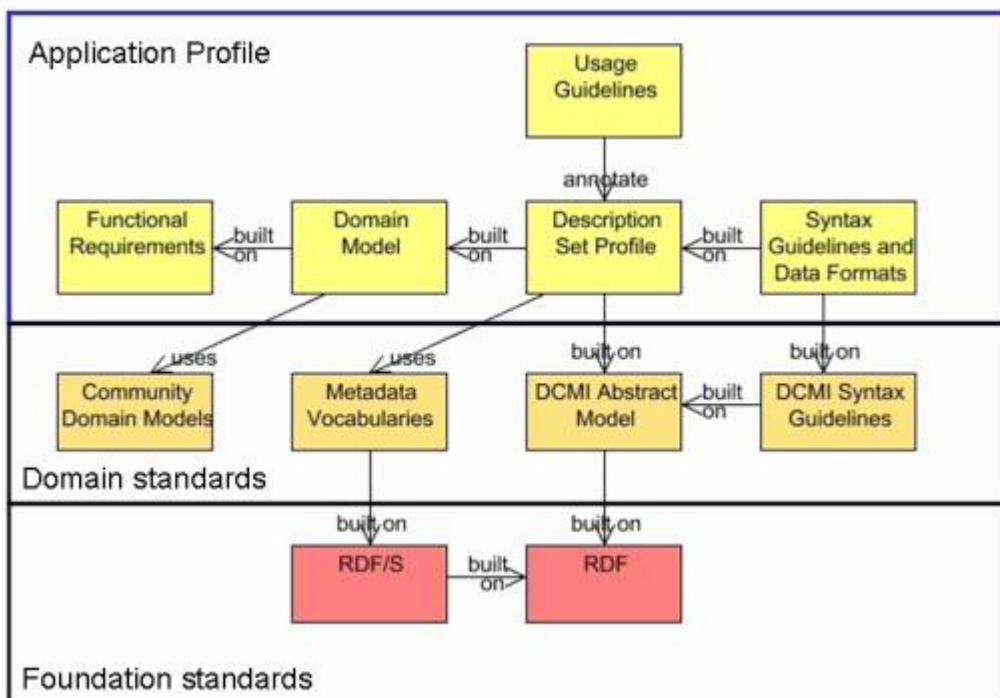 Application Profile
Usage
Guidelines
annotate
Functional
Requirements
built
on
Domain
Model
built
on
Description
Set Profile
built
on
Syntax
Guidelines and
Data Formats
uses
uses
built on
built on
Community
Domain Models
Metadata
Vocabularies
DCMI Abstract
Model
built
on
DCMI Syntax
Guidelines
Domain standards
built on
built on
RDF/S
built
on
RDF
Foundation standards